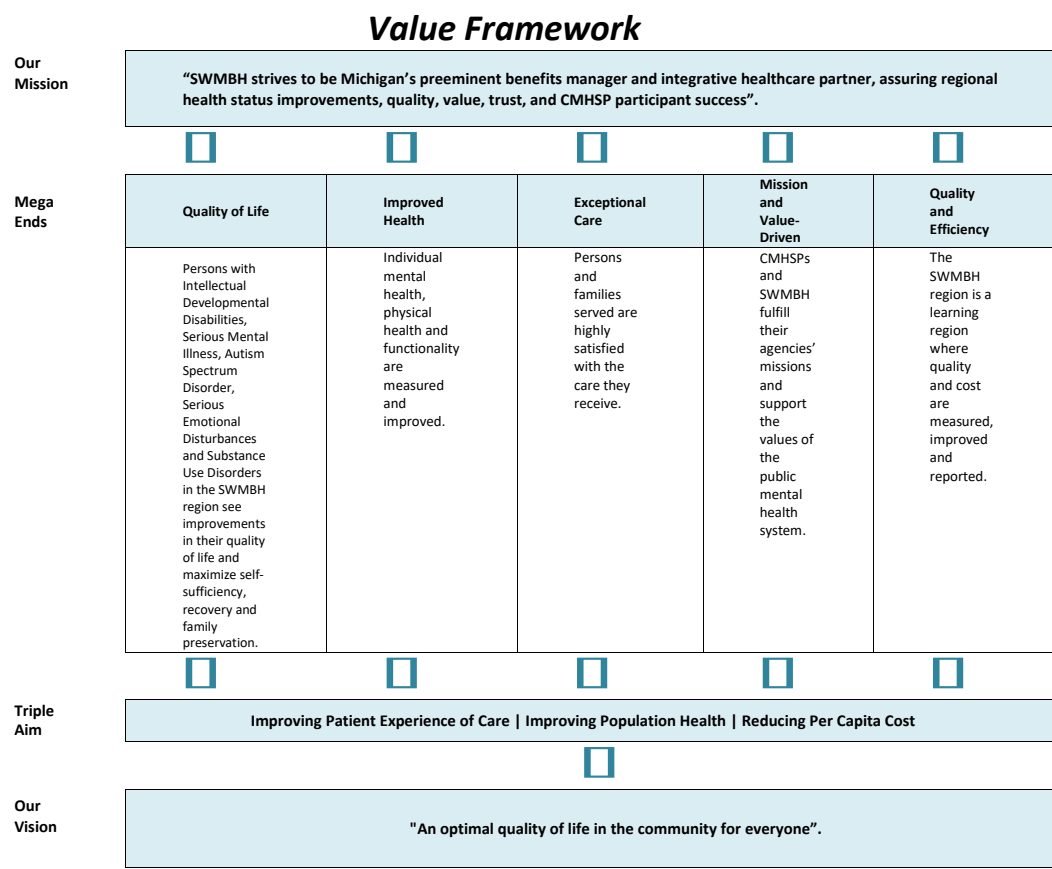 Value Framework
Our
Mission
“SWMBH strives to be Michigan’s preeminent benefits manager and integrative healthcare partner, assuring regional
health status improvements, quality, value, trust, and CMHSP participant success”.
Mega
Ends
Quality of Life
Improved
Health
Exceptional
Care
Mission
and
Value-
Driven
Quality
and
Efficiency
Persons with
Intellectual
Developmental
Disabilities,
Serious Mental
Illness, Autism
Spectrum
Disorder,
Serious
Emotional
Disturbances
and Substance
Use Disorders
in the SWMBH
region see
improvements
in their quality
of life and
maximize self-
sufficiency,
recovery and
family
preservation.
Individual
mental
health,
physical
health and
functionality
are
measured
and
improved.
Persons
and
families
served are
highly
satisfied
with the
care they
receive.
CMHSPs
and
SWMBH
fulfill
their
agencies’
missions
and
support
the
values of
the
public
mental
health
system.
The
SWMBH
region is a
learning
region
where
quality
and cost
are
measured,
improved
and
reported.
Triple
Aim
Improving Patient Experience of Care | Improving Population Health | Reducing Per Capita Cost
Our
Vision
"An optimal quality of life in the community for everyone”.